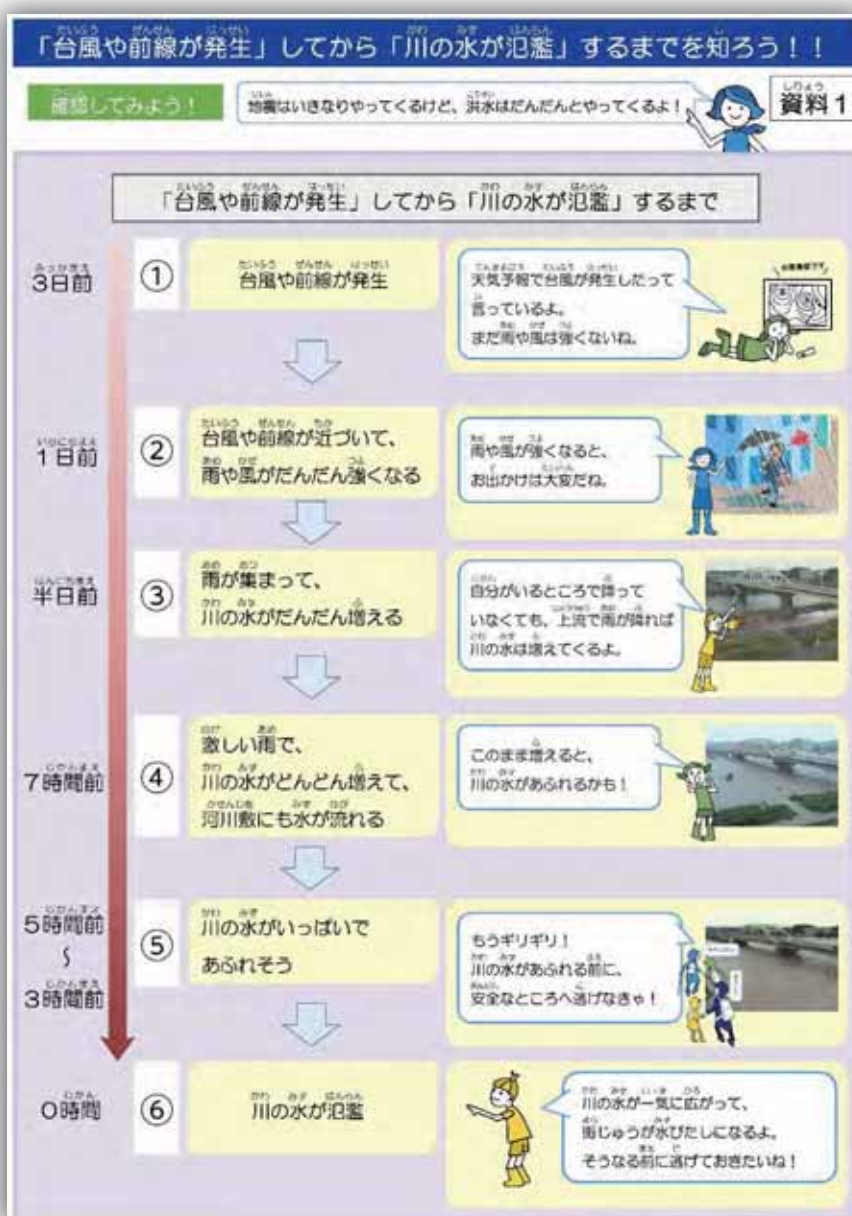 「台風や前線が発生」してから「川の水が氾濫」するまでを知ろう！！
確認してみよう！
地震はいきなりやってくるけど、洪水はだんだんとやってくるよ！
資料１
「台風や前線が発生」してから「川の水が氾濫」するまで
3日前
①
台風や前線が発生
天気予報で台風が発生しだって
言っているよ。
まだ雨や風は強くないね。
台風発生です
1日前
②
台風や前線が近づいて、
雨や風がだんだん強くなる
雨や風が強くなると、
お出かけは大変だね。
半日前
③
雨が集まって、
川の水がだんだん増える
自分がいるところで降って
いなくても、上流で雨が降れば
川の水は増えてくるよ。
7時間前
④
激しい雨で、
川の水がどんどん増えて、
河川敷にも水が流れる
このまま増えると、
川の水があふれるかも！
5時間前
〜
3時間前
⑤
川の水がいっぱいで
あふれそう
もうギリギリ！
川の水があふれる前に、
安全なところへ逃げなきゃ！
0時間
⑥
川の水が氾濫
川の水が一気に広がって、
街じゅうが水びたしになるよ。
そうなる前に逃げておきたいね！